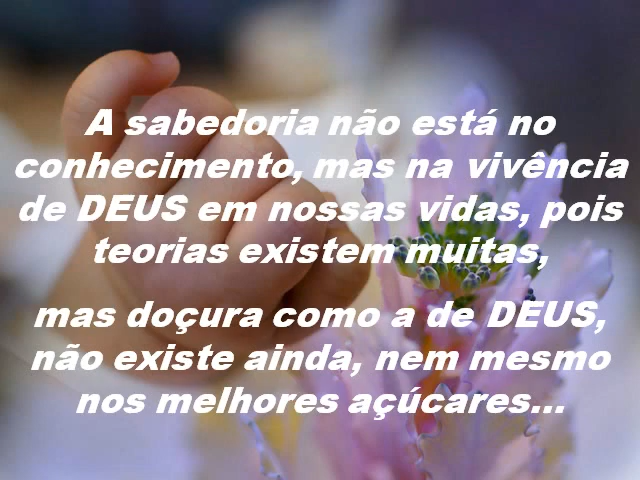 A sabedoria não está no
conhecimento, mas na vivência
de DEUS em nossas vidas, pois
teorias existem muitas,
mas doçura como a de DEUS,
não existe ainda, nem mesmo
nos melhores açúcares...